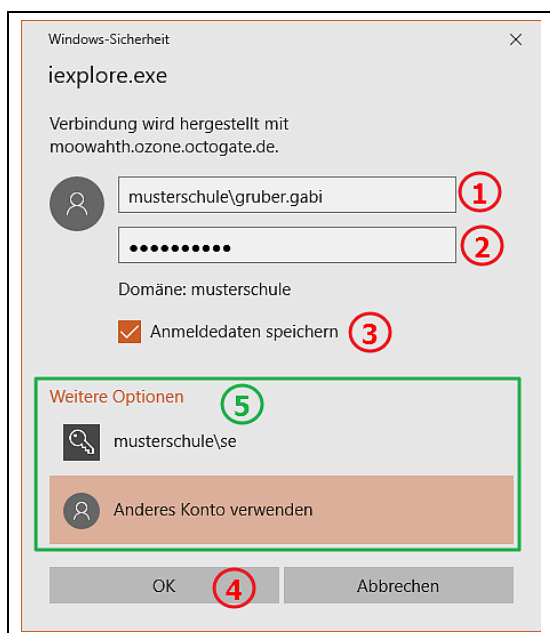 Windows-Sicherheit
iexplore.exe
Verbindung wird hergestellt mit
moowahth.ozone.octogate.de.
musterschule\gruber.gabi 1
●●●●●●●●●● 2
Domäne: musterschule
Anmeldedaten speichern 3
Weitere Optionen 5
musterschule\se
Anderes Konto verwenden
OK 4 Abbrechen